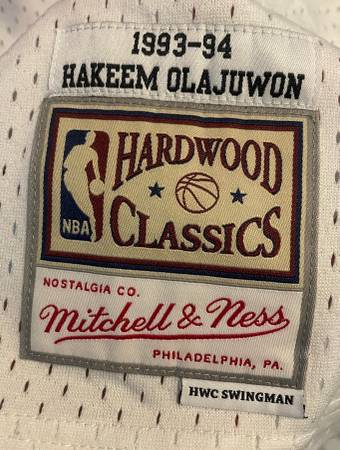 1993-94
HAKEEM OLAJUWON
HARDWOOD
NBA
CLASSICS
NOSTALGIA CO.
Mitchell & Ness
PHILADELPHIA, PA.
HWC SWINGMAN